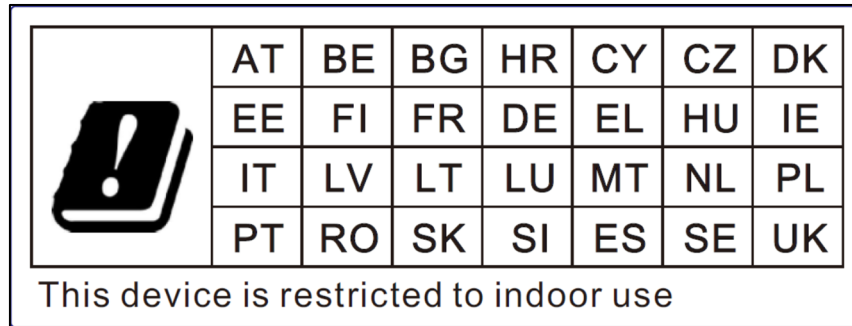 AT BE BG HR CY CZ DK
EE FI FR DE EL HU IE
IT LV LT LU MT NL PL
PT RO SK SI ES SE UK
This device is restricted to indoor use